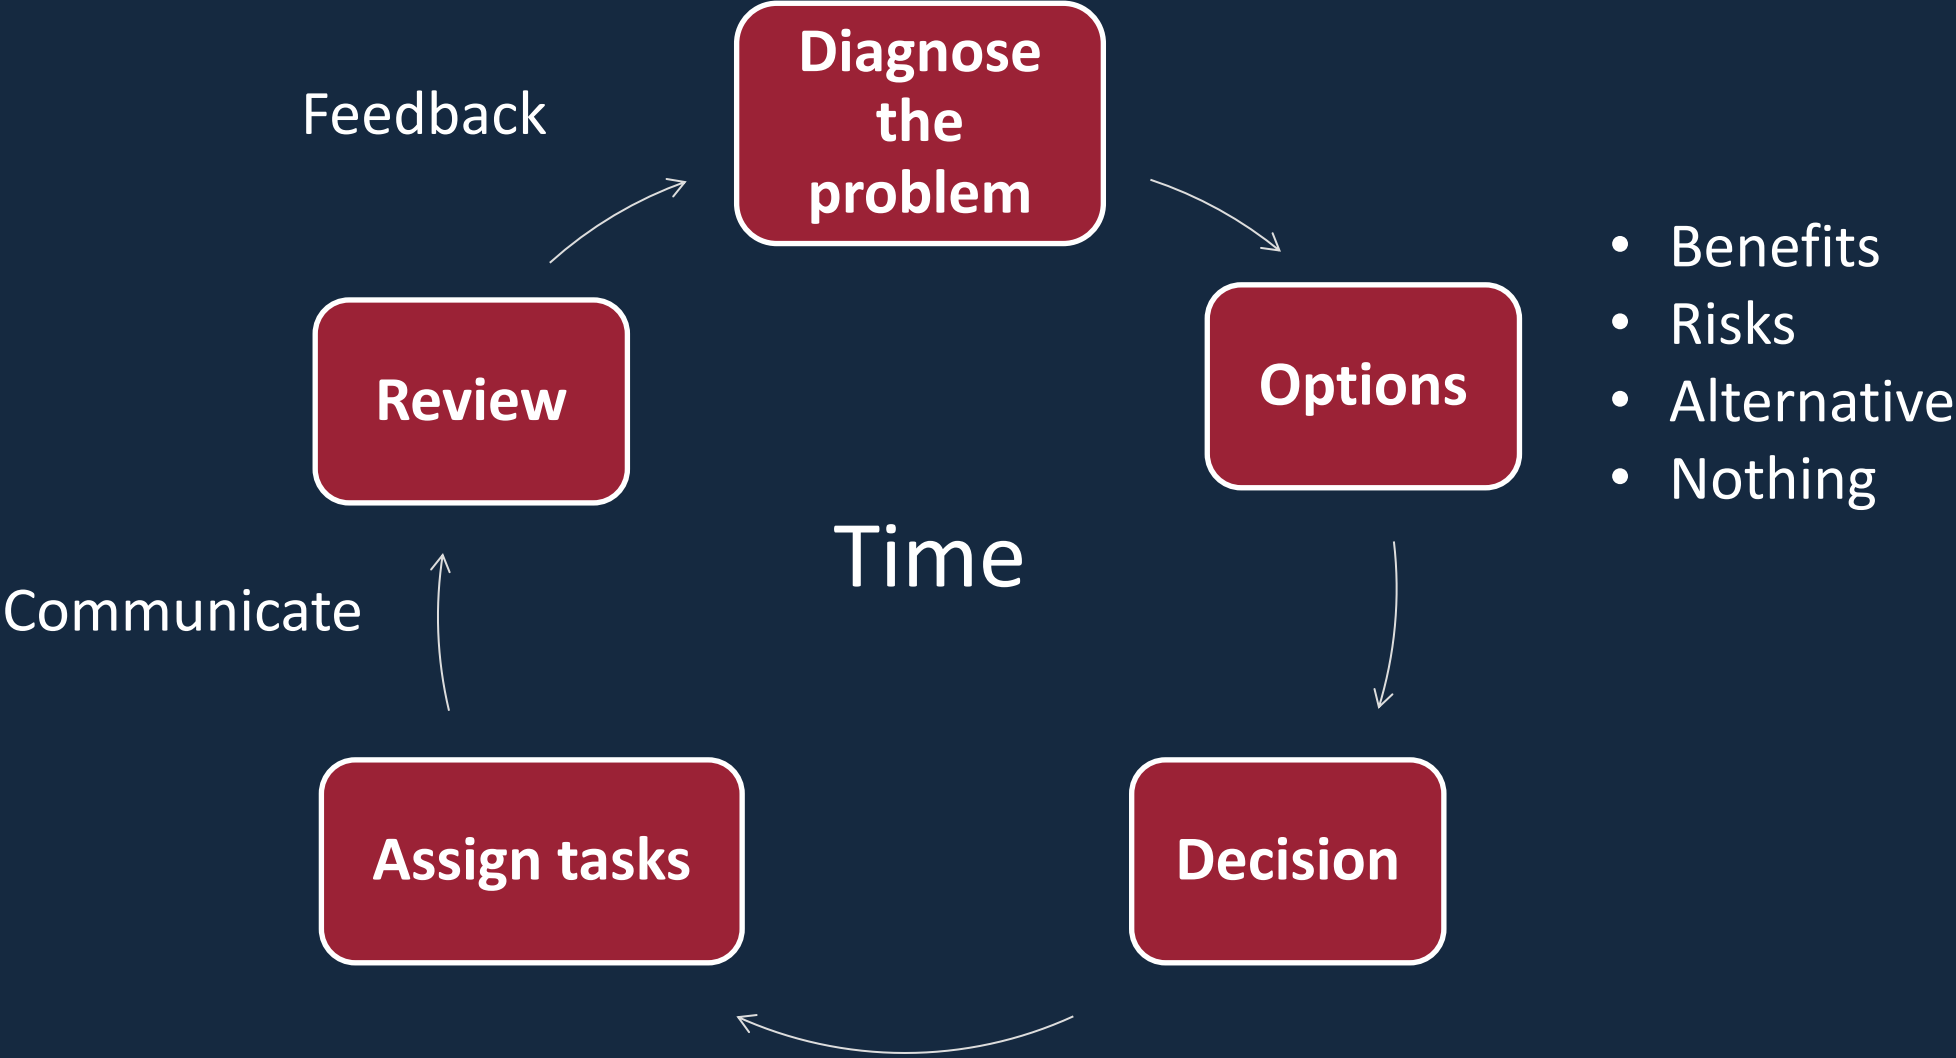 Diagnose
the
problem
Feedback
• Benefits
• Risks
• Alternative
• Nothing
Options
Review
Time
Communicate
Decision
Assign tasks